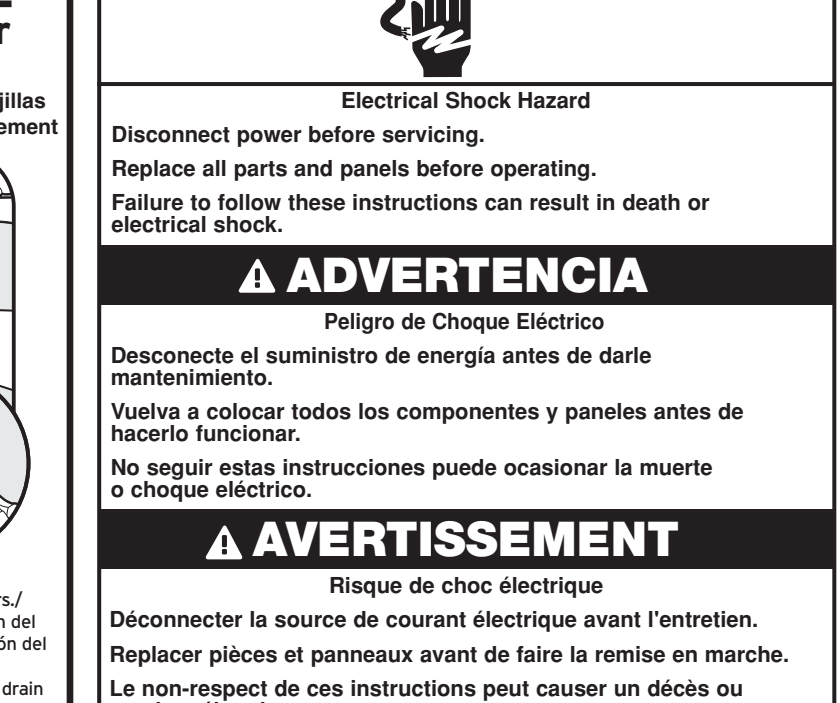 r
jillas
ement
rs./
n del
ón del
drain
Electrical Shock Hazard
Disconnect power before servicing.
Replace all parts and panels before operating.
Failure to follow these instructions can result in death or
electrical shock.
ADVERTENCIA
Peligro de Choque Eléctrico
Desconecte el suministro de energía antes de darle
mantenimiento.
Vuelva a colocar todos los componentes y paneles antes de
hacerlo funcionar.
No seguir estas instrucciones puede ocasionar la muerte
o choque eléctrico.
AVERTISSEMENT
Risque de choc électrique
Déconnecter la source de courant électrique avant l'entretien.
Replacer pièces et panneaux avant de faire la remise en marche.
Le non-respect de ces instructions peut causer un décès ou